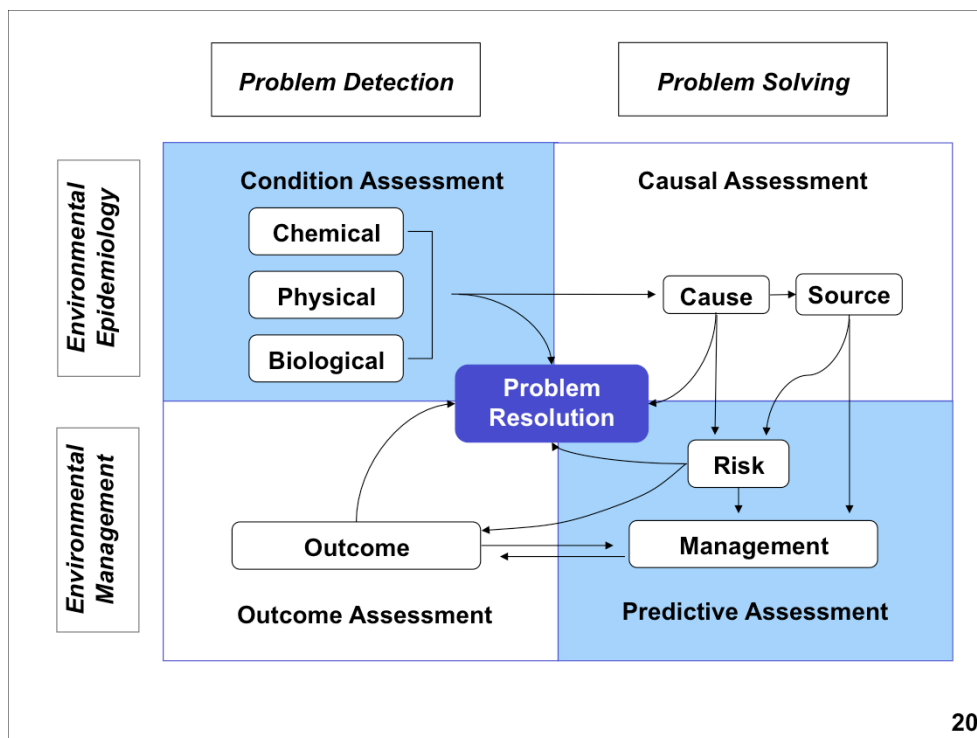 Problem Detection
Problem Solving
Environmental
Epidemiology
Condition Assessment
Chemical
Physical
Biological
Causal Assessment
Cause
Source
Problem
Resolution
Environmental
Management
Risk
Outcome
Management
Outcome Assessment
Predictive Assessment
20